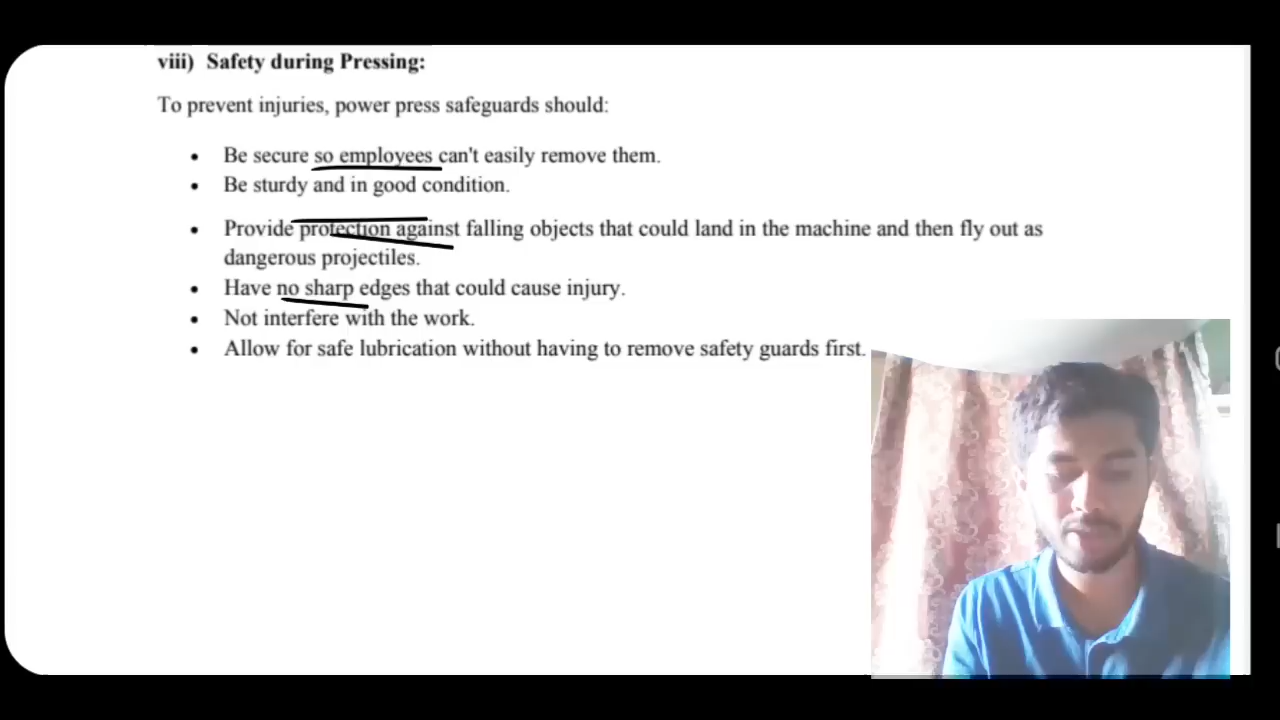 viii) Safety during Pressing:
To prevent injuries, power press safeguards should:
• Be secure so employees can't easily remove them.
• Be sturdy and in good condition.
• Provide protection against falling objects that could land in the machine and then fly out as
dangerous projectiles.
• Have no sharp edges that could cause injury.
• Not interfere with the work.
• Allow for safe lubrication without having to remove safety guards first.